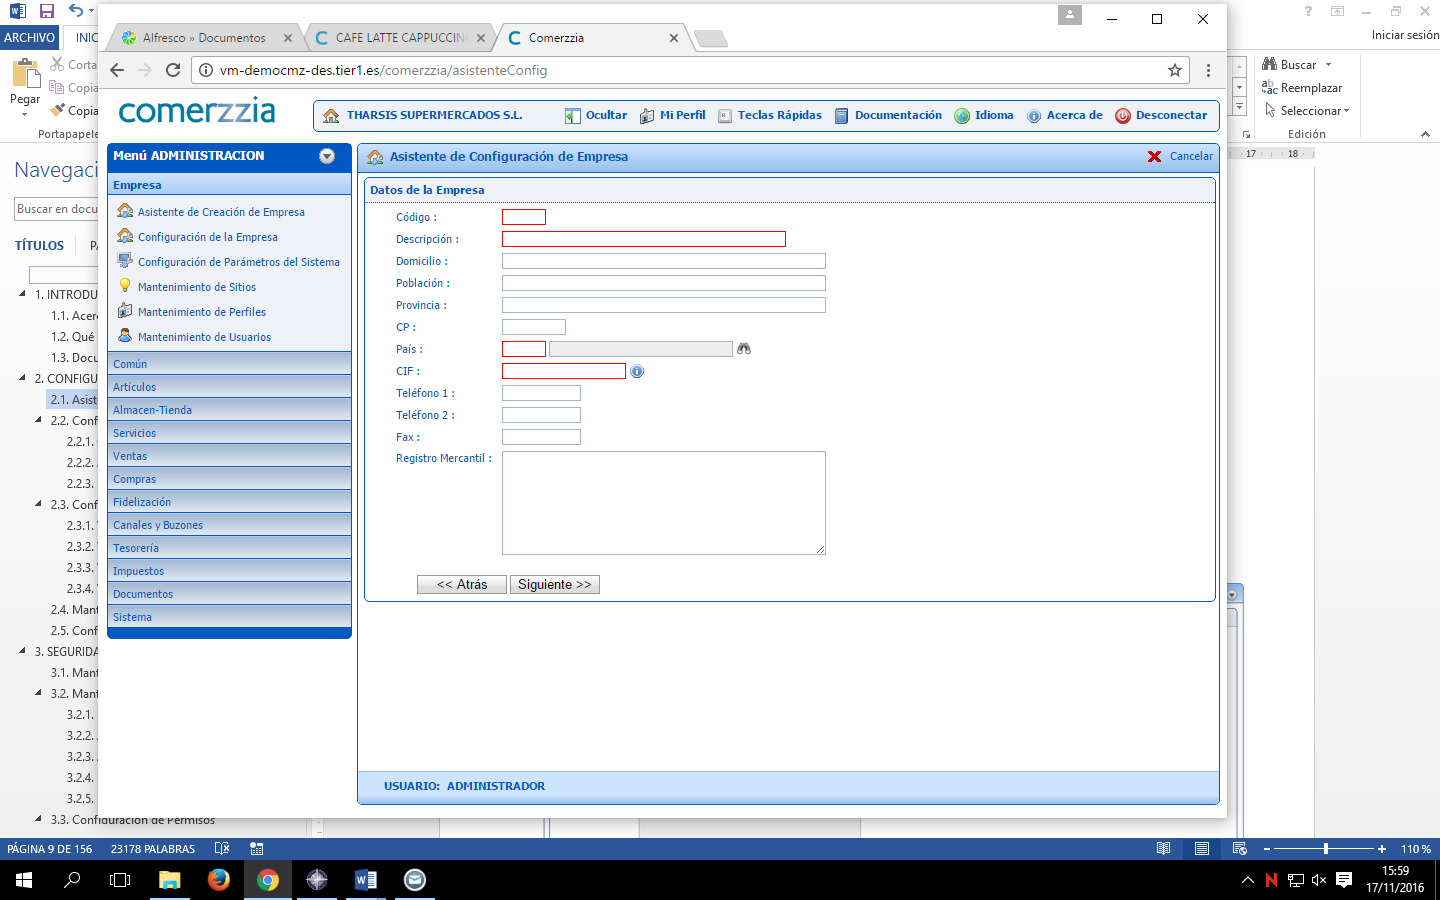 ARCHIVO
INIC
Iniciar sesión
Pegar
Corta
Copia
Copia
Portapapele
Buscar
Reemplazar
Seleccionar
Edición
17 18
Navegaci
Buscar en docu
TÍTULOS
1. INTRODU
1.1. Acer
1.2. Qué
1.3. Docu
2. CONFIGU
2.1. Asist
2.2. Conf
2.2.1.
2.2.2.
2.2.3.
2.3. Conf
2.3.1.
2.3.2.
2.3.3.
2.3.4.
2.4. Mant
2.5. Conf
3. SEGURIDA
3.1. Mant
3.2. Mant
3.2.1.
3.2.2.
3.2.3.
3.2.4.
3.2.5.
3.3. Configuración de Permisos
Alfresco » Documentos
CAFE LATTE CAPPUCCINO
Comerzzia
vm-democmz-des.tier1.es/comerzzia/asistenteConfig
comerzzia
THARSIS SUPERMERCADOS S.L.
Ocultar
Mi Perfil
Teclas Rápidas
Documentación
Idioma
Acerca de
Desconectar
Menú ADMINISTRACION
Empresa
Asistente de Creación de Empresa
Configuración de la Empresa
Configuración de Parámetros del Sistema
Mantenimiento de Sitios
Mantenimiento de Perfiles
Mantenimiento de Usuarios
Común
Artículos
Almacen-Tienda
Servicios
Ventas
Compras
Fidelización
Canales y Buzones
Tesorería
Impuestos
Documentos
Sistema
Asistente de Configuración de Empresa
Cancelar
Datos de la Empresa
Código :
Descripción :
Domicilio :
Población :
Provincia :
CP :
País :
CIF :
Teléfono 1 :
Teléfono 2 :
Fax :
Registro Mercantil :
<< Atrás
Siguiente >>
USUARIO: ADMINISTRADOR
PÁGINA 9 DE 156
23178 PALABRAS
110 %
15:59
17/11/2016